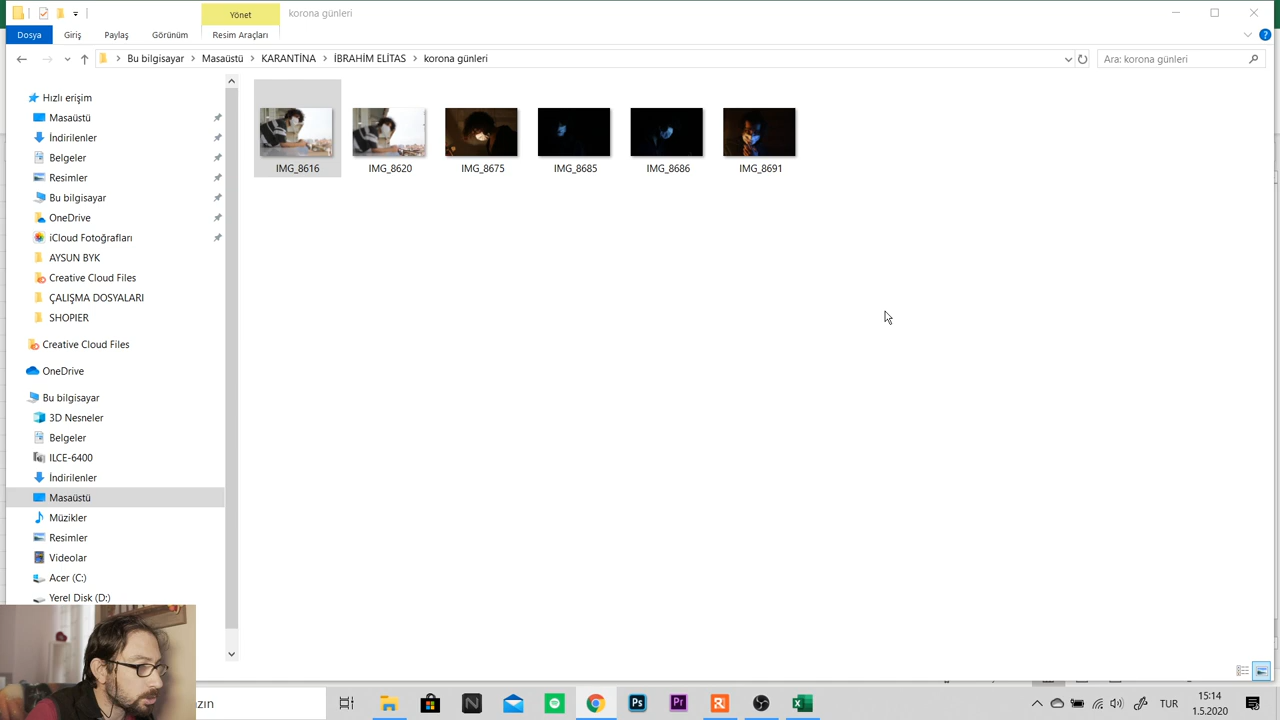 Yönet
korona günleri
Dosya
Giriş
Paylaş
Görünüm
Resim Araçları
Bu bilgisayar
Masaüstü
KARANTİNA
İBRAHİM ELİTAS
korona günleri
Ara: korona günleri
Hızlı erişim
Masaüstü
İndirilenler
Belgeler
Resimler
Bu bilgisayar
OneDrive
iCloud Fotoğrafları
AYSUN BYK
Creative Cloud Files
ÇALIŞMA DOSYALARI
SHOPIER
Creative Cloud Files
OneDrive
Bu bilgisayar
3D Nesneler
Belgeler
ILCE-6400
İndirilenler
Masaüstü
Müzikler
Resimler
Videolar
Acer (C:)
Yerel Disk (D:)
IMG_8616
IMG_8620
IMG_8675
IMG_8685
IMG_8686
IMG_8691
zın
Ps
Pr
TUR
15:14
1.5.2020